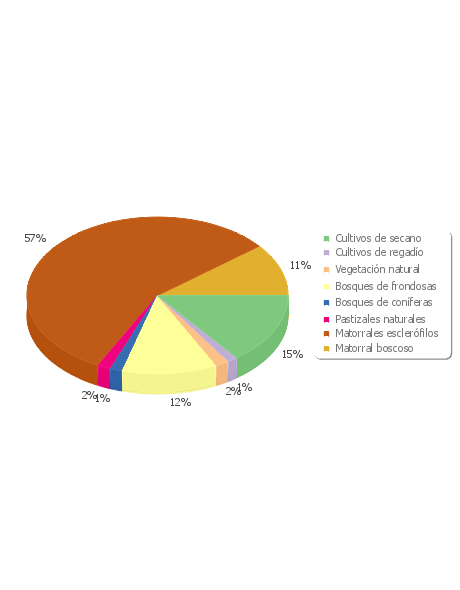 57%
11%
15%
1%
2%
12%
1%
2%
Cultivos de secano
Cultivos de regadío
Vegetación natural
Bosques de frondosas
Bosques de coníferas
Pastizales naturales
Matorrales esclerófilos
Matorral boscoso